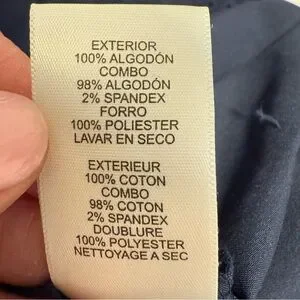 EXTERIOR
100% ALGODÓN
COMBO
98% ALGODÓN
2% SPANDEX
FORRO
100% POLIESTER
LAVAR EN SECO
EXTERIEUR
100% COTON
COMBO
98% COTON
2% SPANDEX
DOUBLURE
100% POLYESTER
NETTOYAGE A SEC